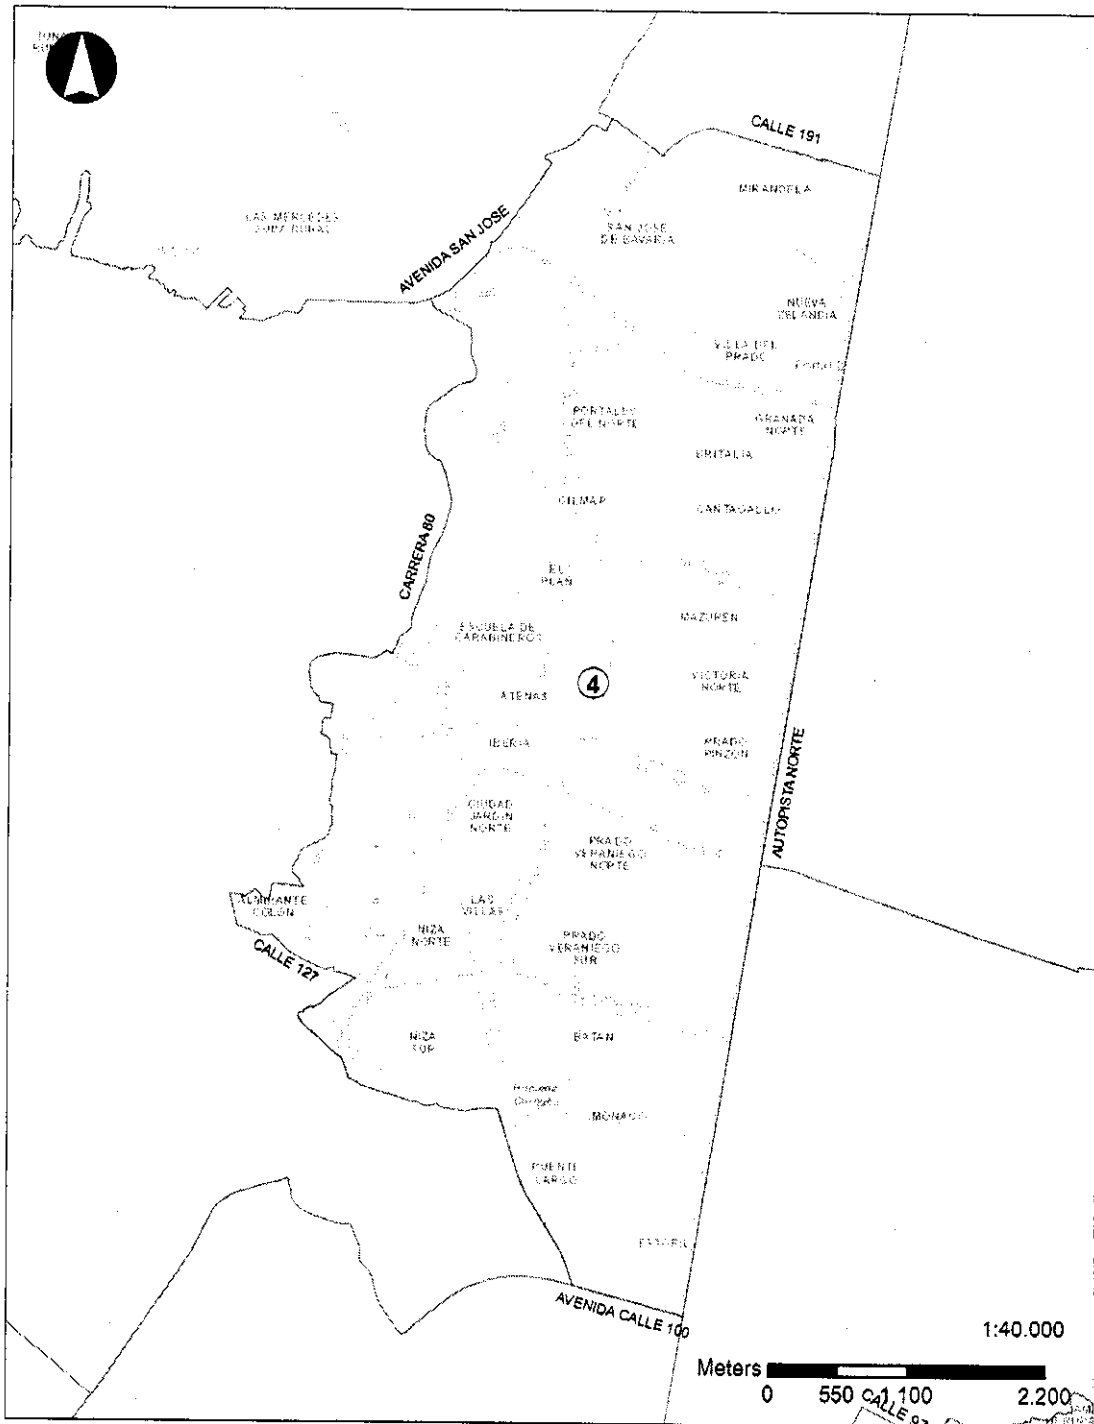 CALLE 191
MIRANDELA
LAS MERCEDES
SUBA RURAL
SAN JOSE
DE BAVARIA
AVENIDA SAN JOSE
NUEVA
ZELANDIA
VILLA DEL
PRADO
PORTALES
DEL NORTE
GRANADA
NORTE
BRITALIA
GILMAR
CANTAGALLO
CARRERA 80
EL
PLAN
MAZUREN
ESCUELA DE
CARABINEROS
4
VICTORIA
NORTE
ATENAS
IBERIA
PRADO
PINZON
AUTOPISTA NORTE
CIUDAD
JARDIN
NORTE
PRADO
VERANIEGO
NORTE
ALMIRANTE
COLON
LAS
VILLAS
NIZA
NORTE
PRADO
VERANIEGO
SUR
CALLE 127
NIZA
SUR
BATAN
MONACO
PUENTE
LARGO
ESTORIL
AVENIDA CALLE 100
1:40.000
Meters
0 550 1.100 2.200